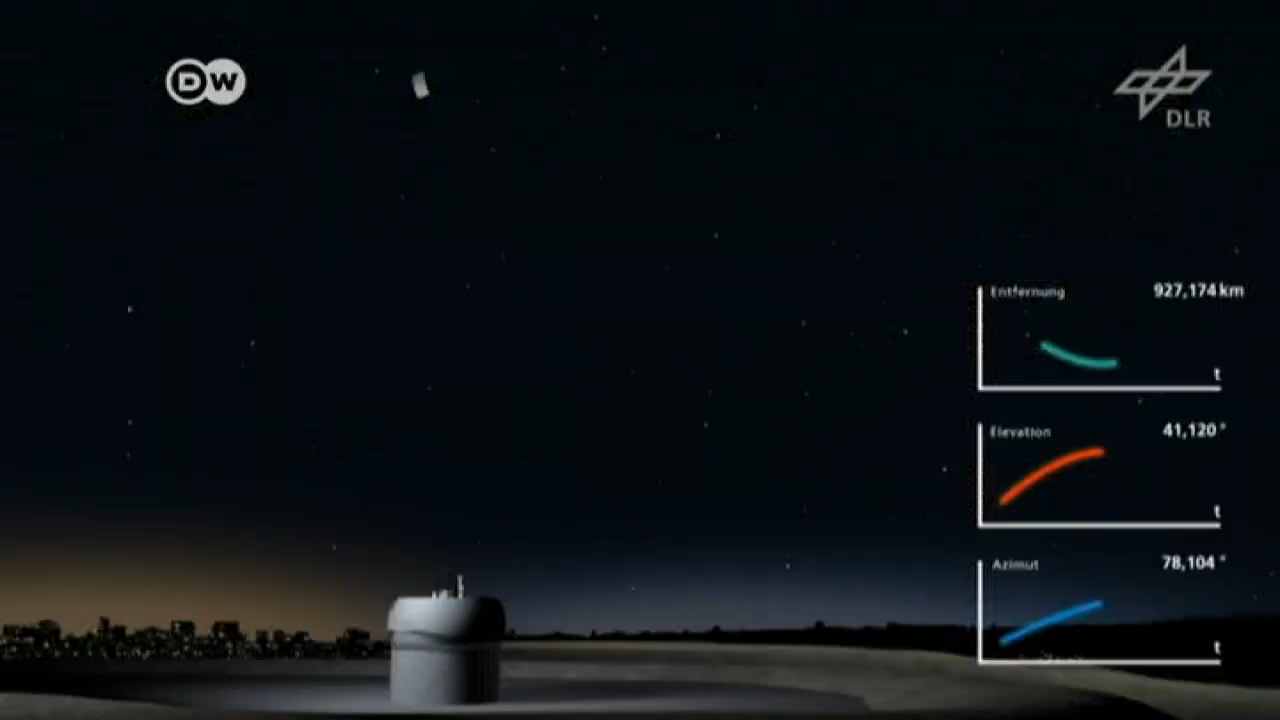 DW
DLR
Entfernung 927,174 km
t
Elevation 41,120 °
t
Azimut 78,104 °
t